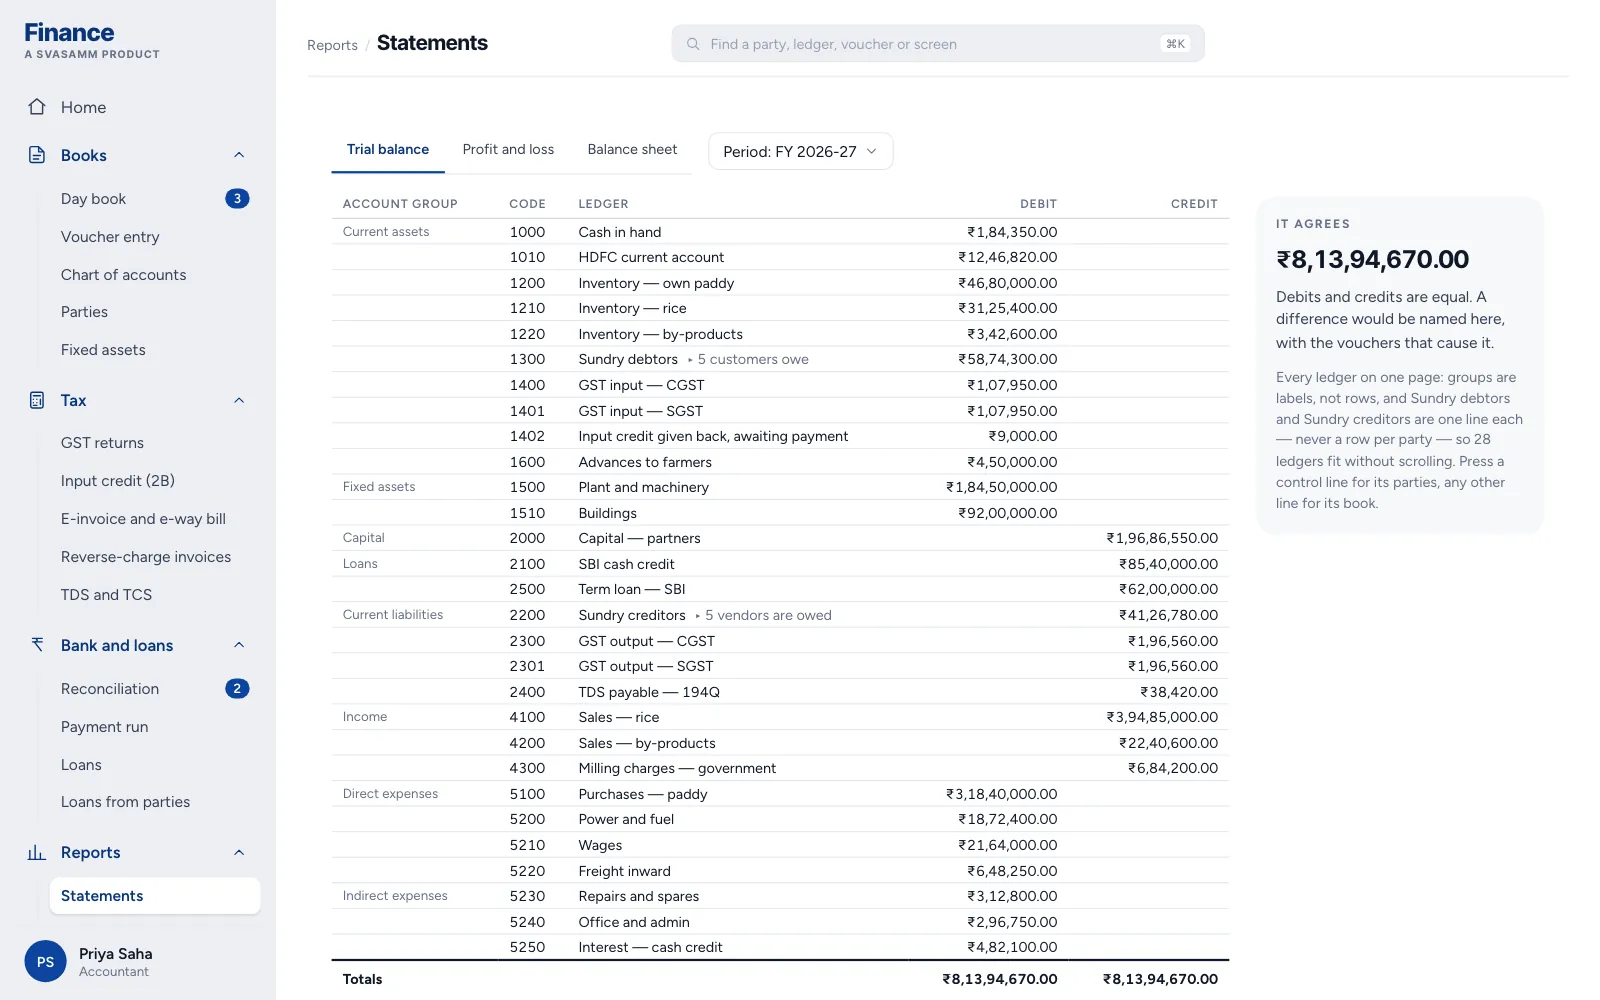 Finance
A SVASAMM PRODUCT
Home
Books
Day book 3
Voucher entry
Chart of accounts
Parties
Fixed assets
Tax
GST returns
Input credit (2B)
E-invoice and e-way bill
Reverse-charge invoices
TDS and TCS
Bank and loans
Reconciliation 2
Payment run
Loans
Loans from parties
Reports
Statements
PS Priya Saha
Accountant
Reports / Statements
Find a party, ledger, voucher or screen ⌘K
Trial balance Profit and loss Balance sheet Period: FY 2026-27
ACCOUNT GROUP CODE LEDGER DEBIT CREDIT
Current assets 1000 Cash in hand ₹1,84,350.00
1010 HDFC current account ₹12,46,820.00
1200 Inventory — own paddy ₹46,80,000.00
1210 Inventory — rice ₹31,25,400.00
1220 Inventory — by-products ₹3,42,600.00
1300 Sundry debtors ▸ 5 customers owe ₹58,74,300.00
1400 GST input — CGST ₹1,07,950.00
1401 GST input — SGST ₹1,07,950.00
1402 Input credit given back, awaiting payment ₹9,000.00
1600 Advances to farmers ₹4,50,000.00
Fixed assets 1500 Plant and machinery ₹1,84,50,000.00
1510 Buildings ₹92,00,000.00
Capital 2000 Capital — partners ₹1,96,86,550.00
Loans 2100 SBI cash credit ₹85,40,000.00
2500 Term loan — SBI ₹62,00,000.00
Current liabilities 2200 Sundry creditors ▸ 5 vendors are owed ₹41,26,780.00
2300 GST output — CGST ₹1,96,560.00
2301 GST output — SGST ₹1,96,560.00
2400 TDS payable — 194Q ₹38,420.00
Income 4100 Sales — rice ₹3,94,85,000.00
4200 Sales — by-products ₹22,40,600.00
4300 Milling charges — government ₹6,84,200.00
Direct expenses 5100 Purchases — paddy ₹3,18,40,000.00
5200 Power and fuel ₹18,72,400.00
5210 Wages ₹21,64,000.00
5220 Freight inward ₹6,48,250.00
Indirect expenses 5230 Repairs and spares ₹3,12,800.00
5240 Office and admin ₹2,96,750.00
5250 Interest — cash credit ₹4,82,100.00
Totals ₹8,13,94,670.00 ₹8,13,94,670.00
IT AGREES
₹8,13,94,670.00
Debits and credits are equal. A
difference would be named here,
with the vouchers that cause it.
Every ledger on one page: groups are
labels, not rows, and Sundry debtors
and Sundry creditors are one line each
— never a row per party — so 28
ledgers fit without scrolling. Press a
control line for its parties, any other
line for its book.